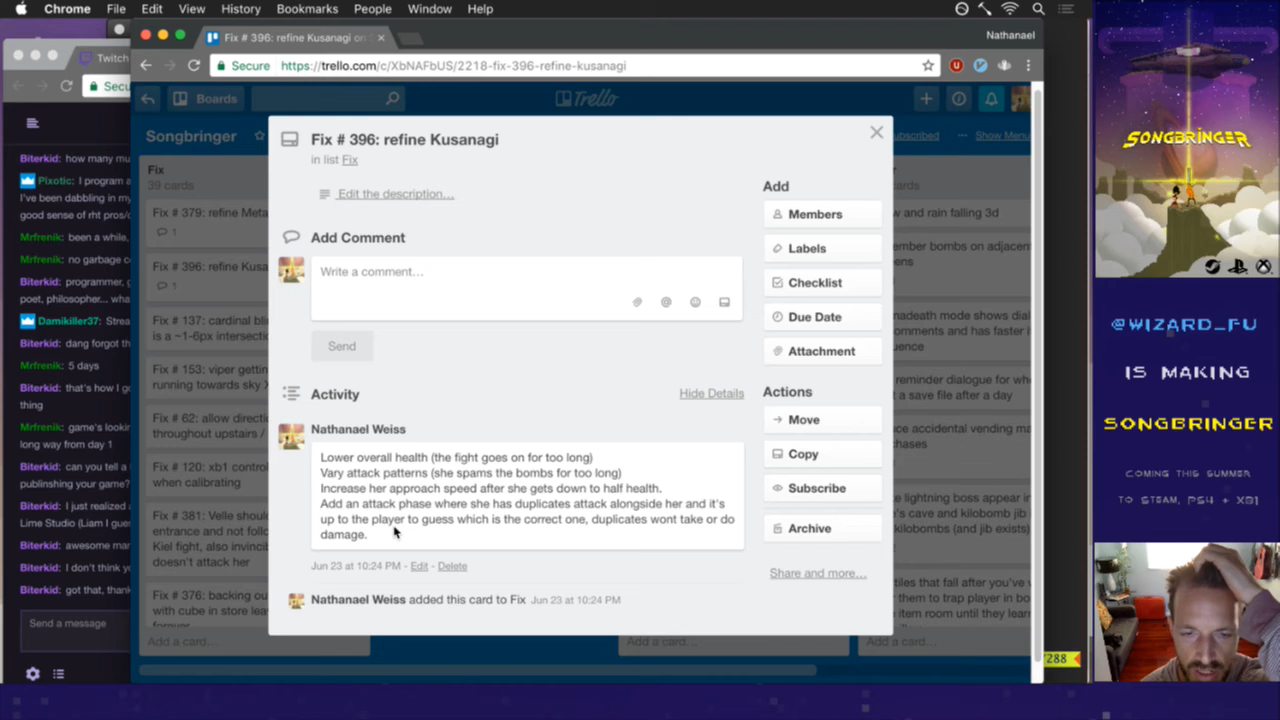 Chrome File Edit View History Bookmarks People Window Help
Fix # 396: refine Kusanagi on
Nathanael
Twitch
Secure https://trello.com/c/XbNAFbUS/2218-fix-396-refine-kusanagi
Boards
Trello
Songbringer
Show Menu
Fix
39 cards
Fix # 379: refine Meta
1
Fix # 396: refine Kusa
1
Fix # 137: cardinal bli
is a ~1-6px intersecti
Fix # 153: viper gettin
running towards sky X
Fix # 62: allow directi
throughout upstairs /
Fix # 120: xb1 control
when calibrating
Fix # 381: Velle shoul
entrance and not follo
Kiel fight, also invincib
doesn't attack her
Fix # 376: backing out
with cube in store leav
forever
Add a card…
Fix # 396: refine Kusanagi
in list Fix
Edit the description…
Add Comment
Write a comment…
Send
Activity
Hide Details
Nathanael Weiss
Lower overall health (the fight goes on for too long)
Vary attack patterns (she spams the bombs for too long)
Increase her approach speed after she gets down to half health.
Add an attack phase where she has duplicates attack alongside her and it's
up to the player to guess which is the correct one, duplicates wont take or do
damage.
Jun 23 at 10:24 PM - Edit - Delete
Nathanael Weiss added this card to Fix Jun 23 at 10:24 PM
Add
Members
Labels
Checklist
Due Date
Attachment
Actions
Move
Copy
Subscribe
Archive
Share and more…
Add a card…
Add a card…
Biterkid: how many mu
Pixotic: I program a
I've been dabbling in my
good sense of rht pros/c
Mrfrenik: been a while,
Mrfrenik: no garbage c
Biterkid: programmer,
poet, philosopher... wha
Damikiller37: Strea
Biterkid: dang forgot th
Mrfrenik: 5 days
Biterkid: that's how I go
thing
Mrfrenik: game's lookin
long way from day 1
Biterkid: can you tell a
publinshing your game?
Biterkid: I just realized
Lime Studio (Liam I gues
Biterkid: awesome mar
Biterkid: I don't think yo
Biterkid: got that, thank
Send a message
SONGBRINGER
@WIZARD_FU
IS MAKING
SONGBRINGER
COMING THIS SUMMER
TO STEAM, PS4 + XB1